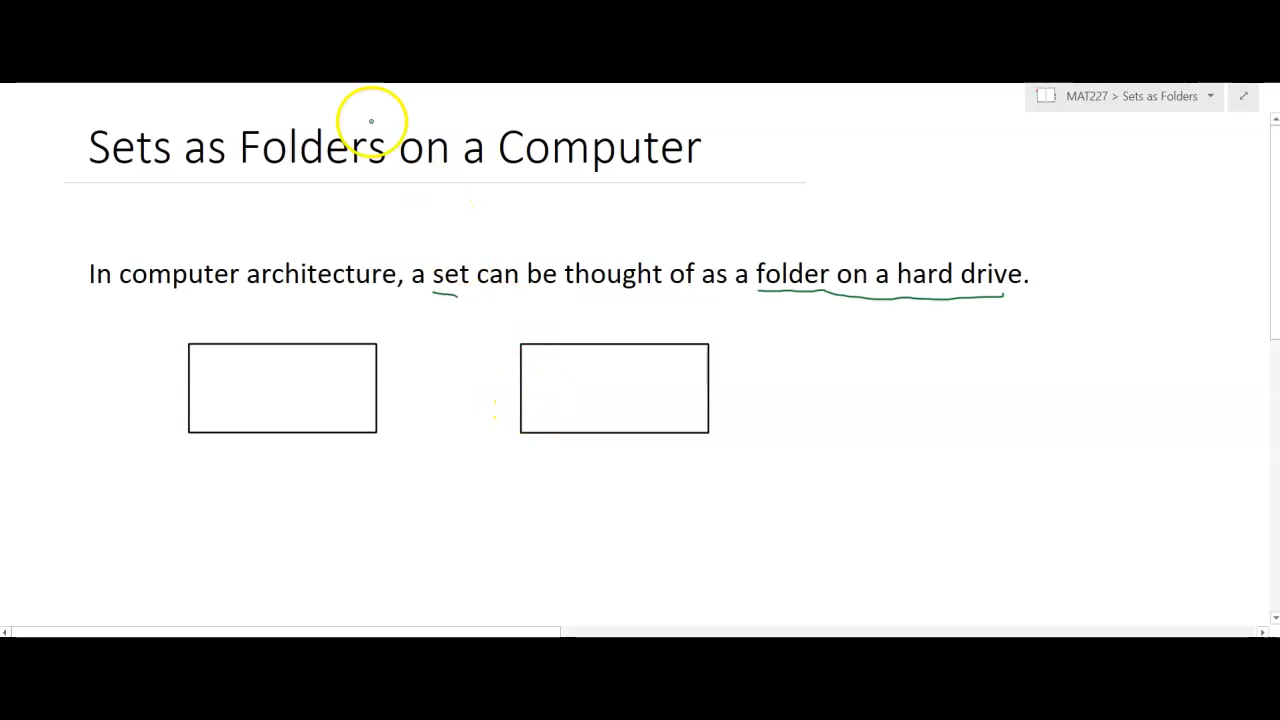 MAT227 > Sets as Folders
Sets as Folders on a Computer
In computer architecture, a set can be thought of as a folder on a hard drive.